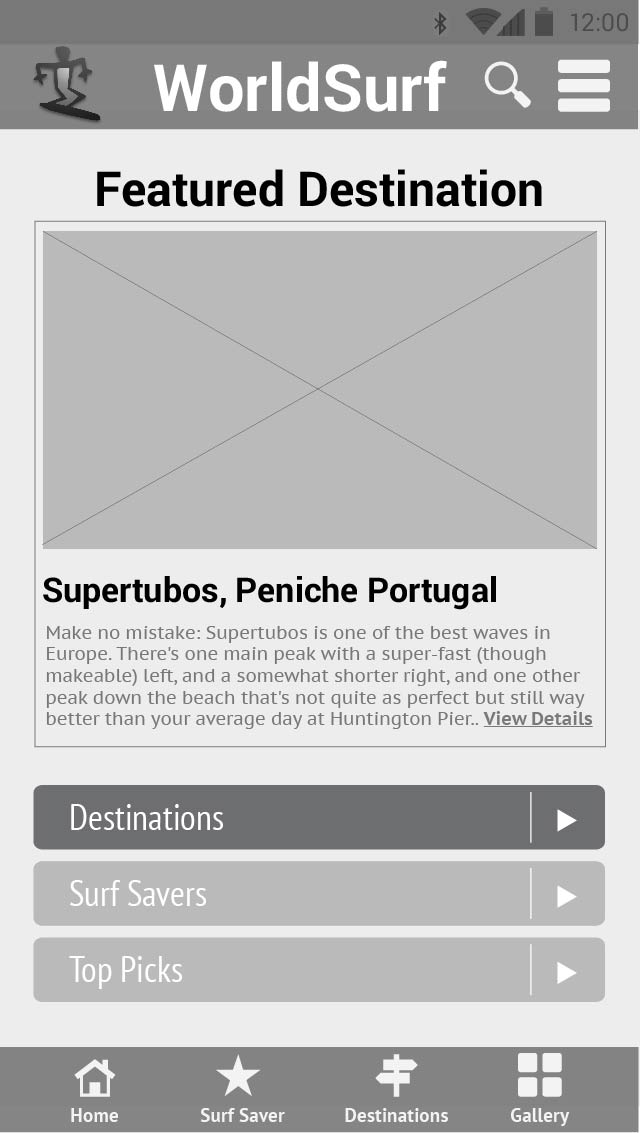 12:00
WorldSurf
Featured Destination
Supertubos, Peniche Portugal
Make no mistake: Supertubos is one of the best waves in
Europe. There's one main peak with a super-fast (though
makeable) left, and a somewhat shorter right, and one other
peak down the beach that's not quite as perfect but still way
better than your average day at Huntington Pier.. View Details
Destinations
Surf Savers
Top Picks
Home Surf Saver Destinations Gallery